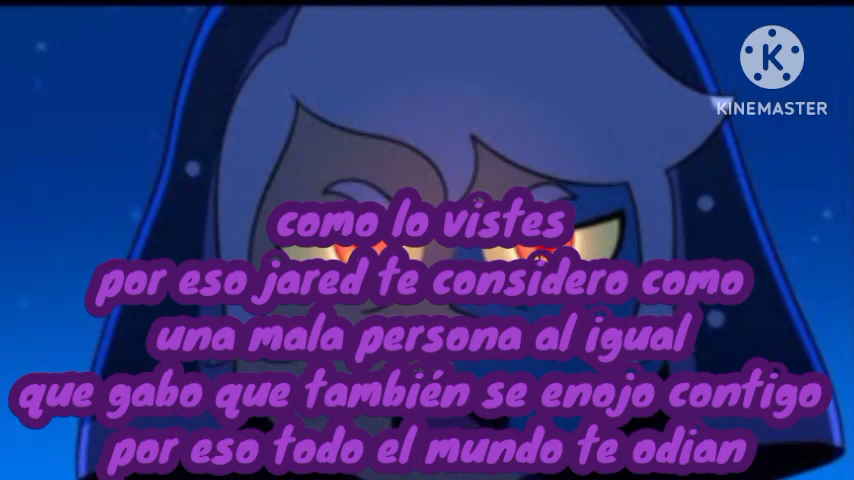 KINEMASTER
como lo vistes
por eso jared te considero como
una mala persona al igual
que gabo que también se enojo contigo
por eso todo el mundo te odian